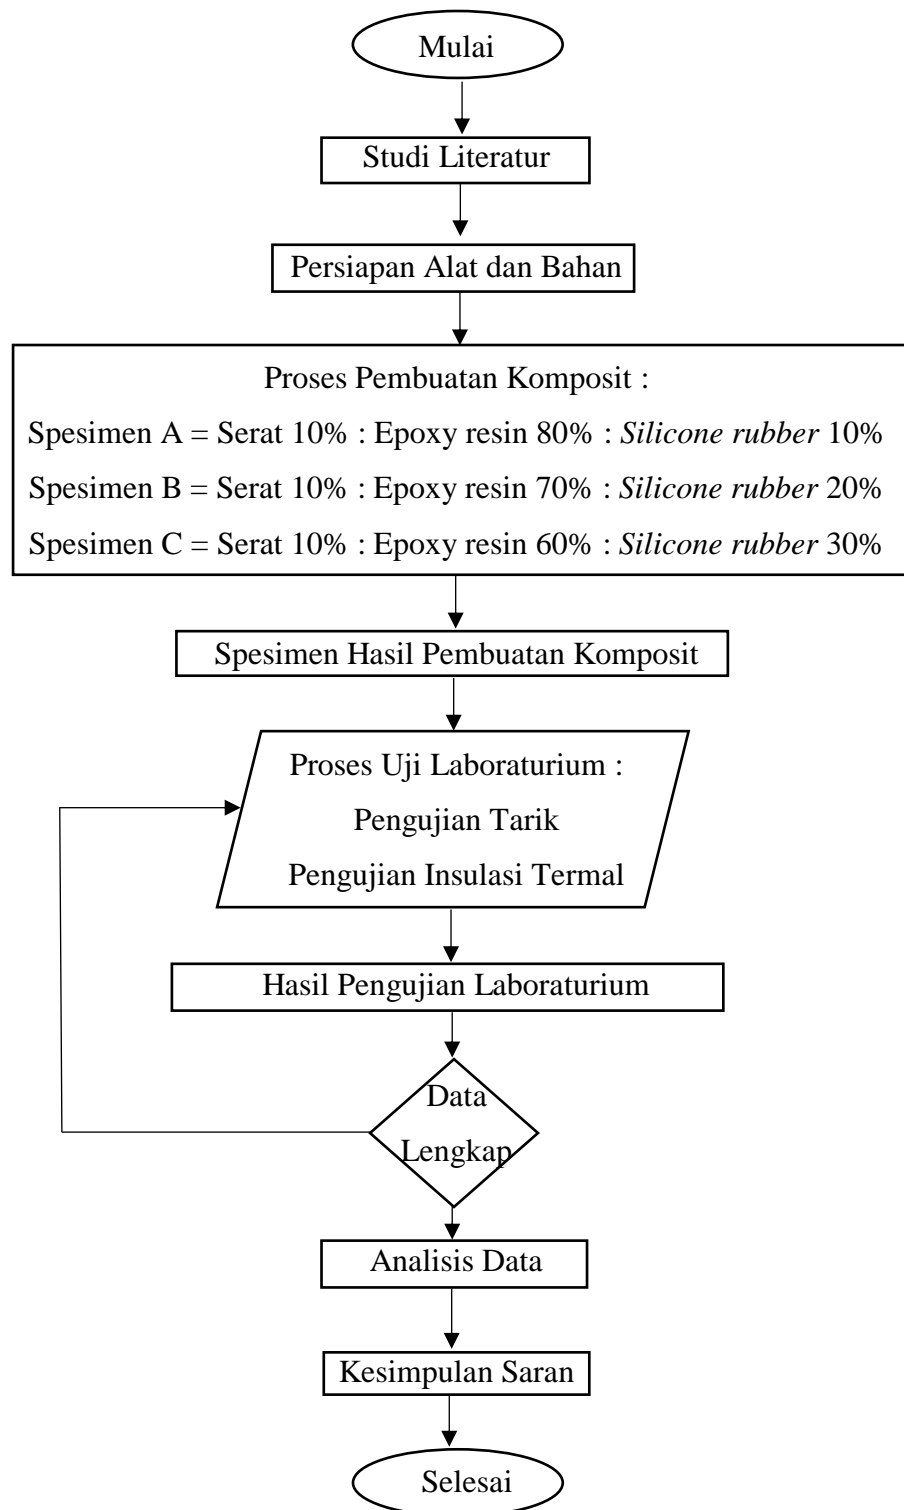 Mulai
Studi Literatur
Persiapan Alat dan Bahan
Proses Pembuatan Komposit :
Spesimen A = Serat 10% : Epoxy resin 80% : Silicone rubber 10%
Spesimen B = Serat 10% : Epoxy resin 70% : Silicone rubber 20%
Spesimen C = Serat 10% : Epoxy resin 60% : Silicone rubber 30%
Spesimen Hasil Pembuatan Komposit
Proses Uji Laboraturium :
Pengujian Tarik
Pengujian Insulasi Termal
Hasil Pengujian Laboraturium
Data
Lengkap
Analisis Data
Kesimpulan Saran
Selesai